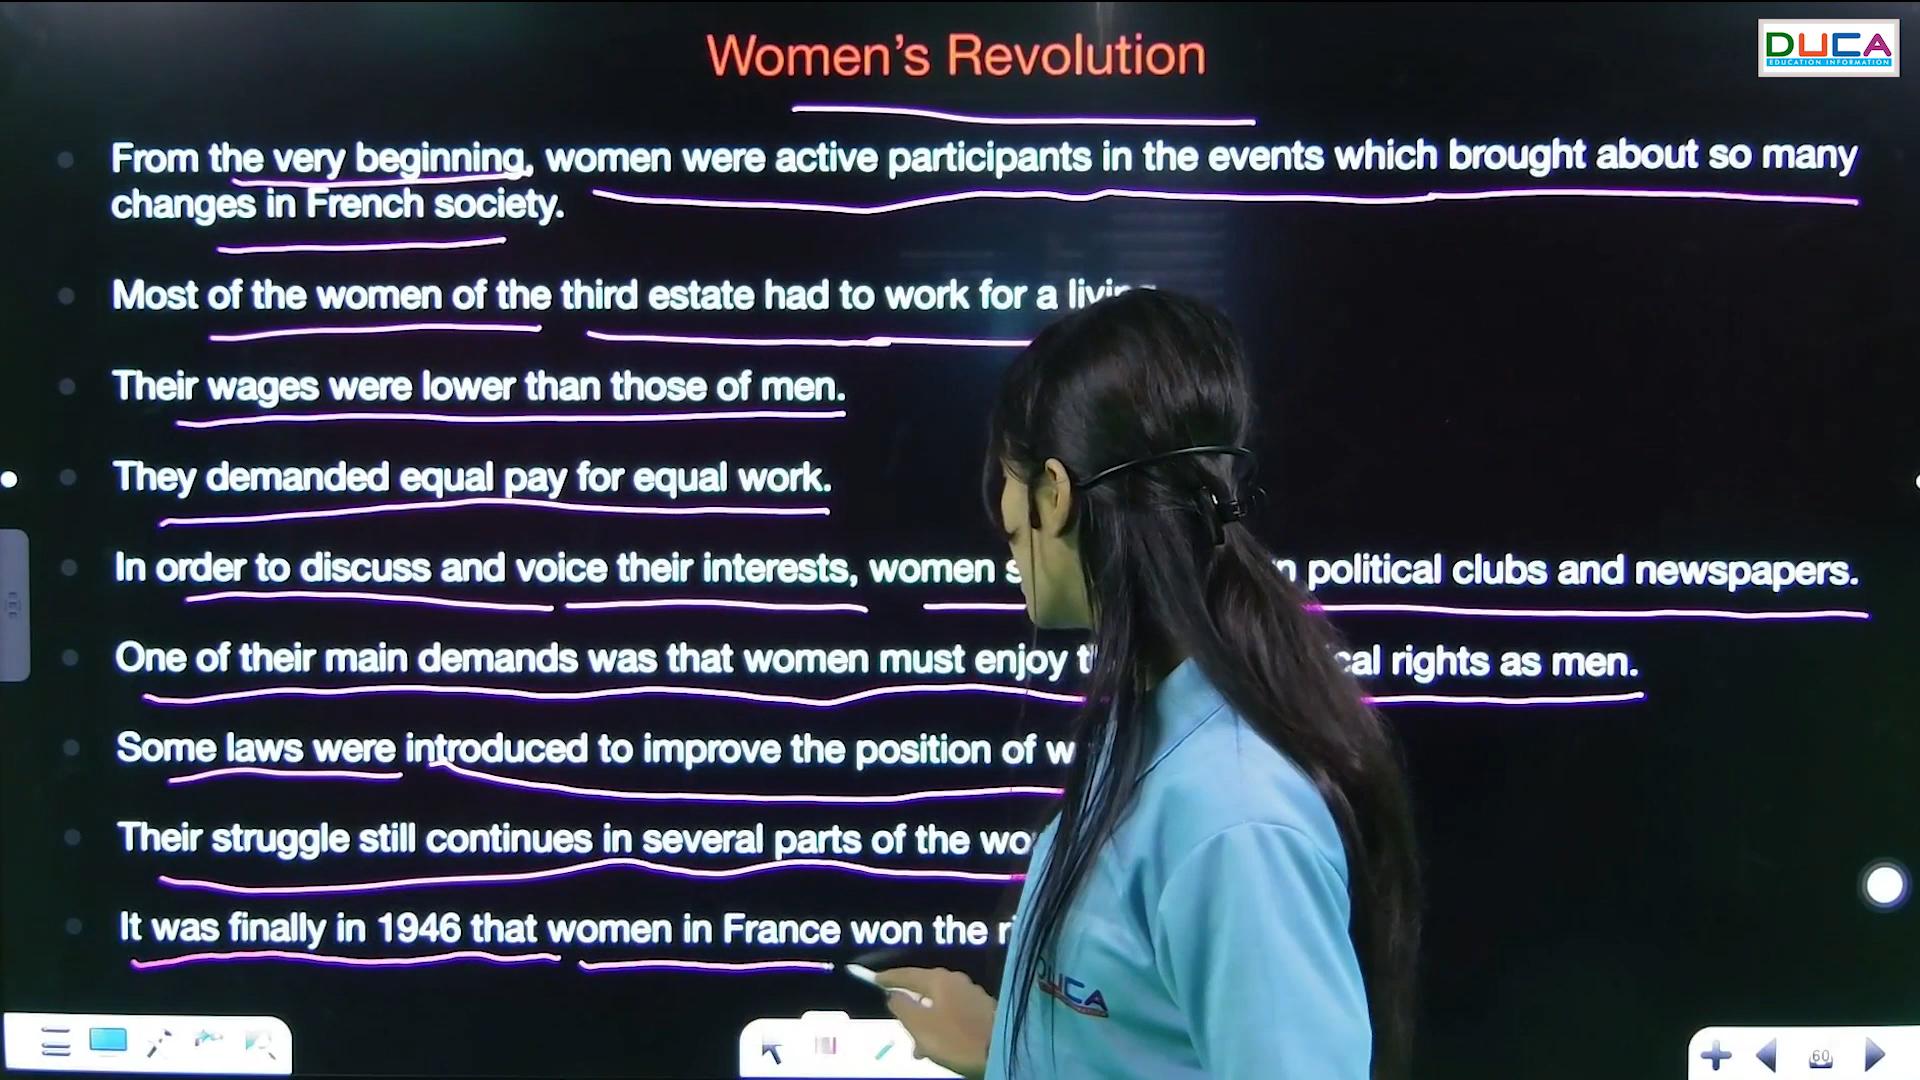 Women's Revolution
DUCA
EDUCATION INFORMATION
From the very beginning, women were active participants in the events which brought about so many
changes in French society.
Most of the women of the third estate had to work for a living
Their wages were lower than those of men.
They demanded equal pay for equal work.
In order to discuss and voice their interests, women political clubs and newspapers.
One of their main demands was that women must enjoy rights as men.
Some laws were introduced to improve the position of
Their struggle still continues in several parts of the
It was finally in 1946 that women in France won the
DUCA
60